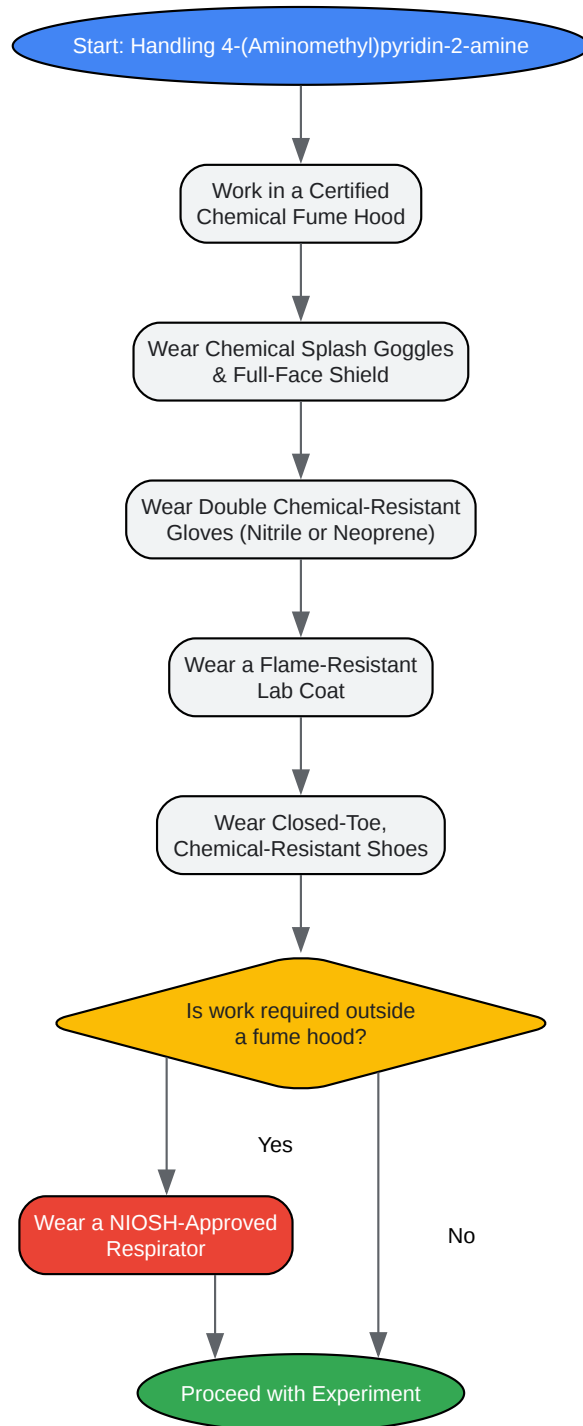 Start: Handling 4-(Aminomethyl)pyridin-2-amine
Work in a Certified
Chemical Fume Hood
Wear Chemical Splash Goggles
& Full-Face Shield
Wear Double Chemical-Resistant
Gloves (Nitrile or Neoprene)
Wear a Flame-Resistant
Lab Coat
Wear Closed-Toe,
Chemical-Resistant Shoes
Is work required outside
a fume hood?
Yes
Wear a NIOSH-Approved
Respirator
No
Proceed with Experiment